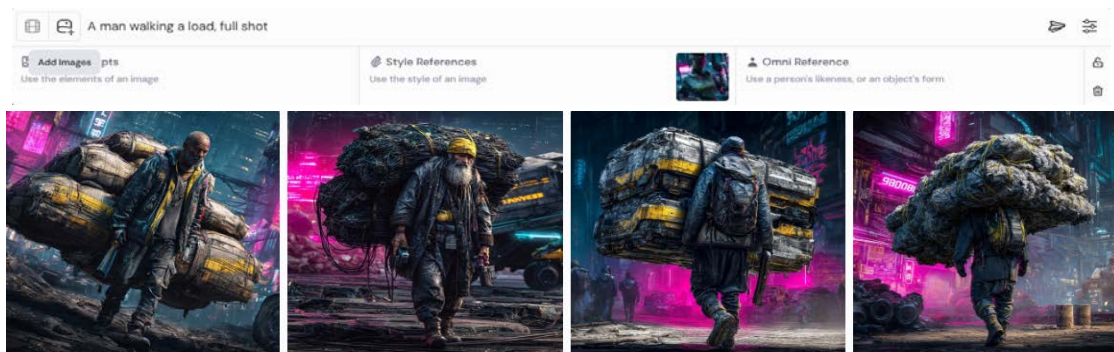 A man walking a load, full shot
Add Images pts
Use the elements of an image
Style References
Use the style of an image
Omni Reference
Use a person's likeness, or an object's form